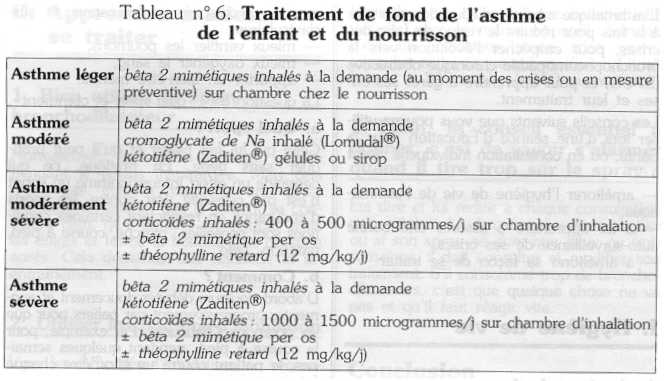 Tableau n° 6. Traitement de fond de l'asthme
de l'enfant et du nourrisson
Asthme léger
bêta 2 mimétiques inhalés à la demande (au moment des crises ou en mesure
préventive) sur chambre chez le nourrisson
Asthme
modéré
bêta 2 mimétiques inhalés à la demande
cromoglycate de Na inhalé (Lomudal®)
kétotifène (Zaditen®) gélules ou sirop
Asthme
modérément
sévère
bêta 2 mimétiques inhalés à la demande
kétotifène (Zaditen®)
corticoïdes inhalés : 400 à 500 microgrammes/j sur chambre d'inhalation
± bêta 2 mimétique per os
± théophylline retard (12 mg/kg/j)
Asthme
sévère
bêta 2 mimétiques inhalés à la demande
kétotifène (Zaditen®)
corticoïdes inhalés : 1000 à 1500 microgrammes/j sur chambre d'inhalation
± bêta 2 mimétique per os
± théophylline retard (12 mg/kg/j)